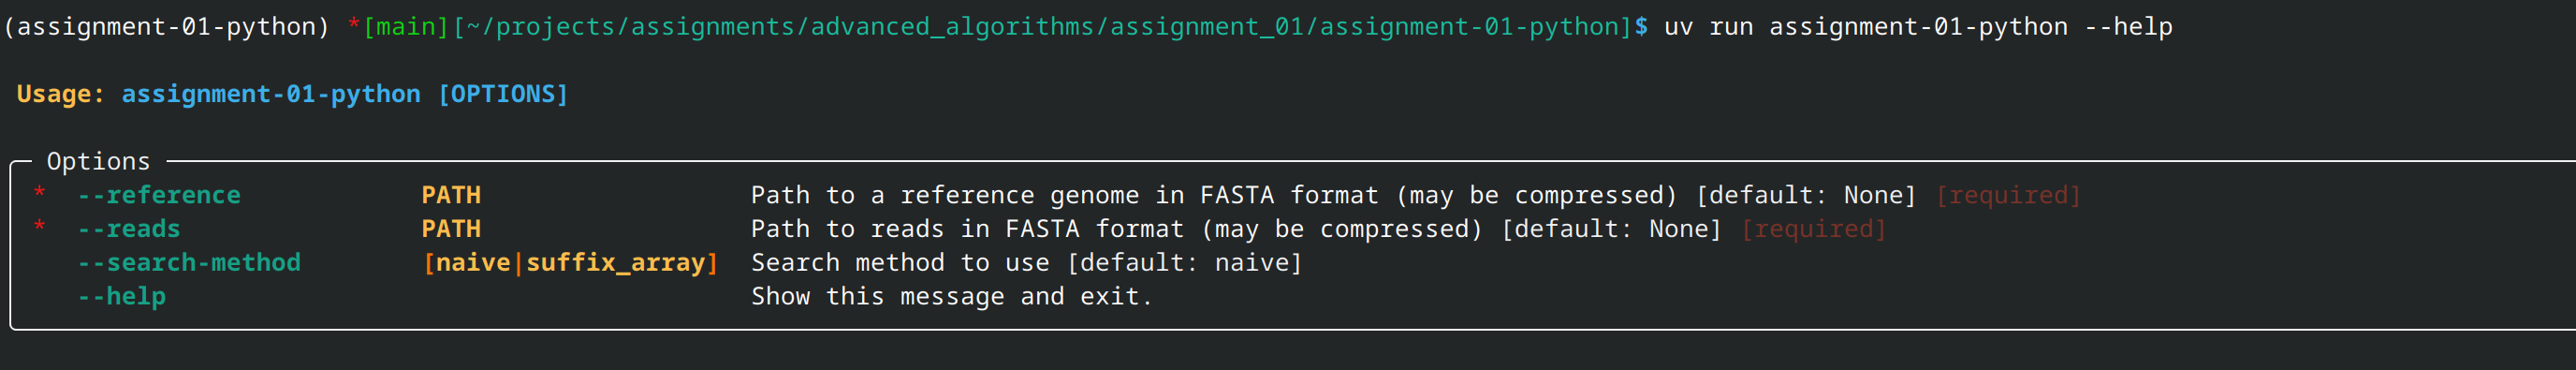 (assignment-01-python) *[main][~/projects/assignments/advanced_algorithms/assignment_01/assignment-01-python]$ uv run assignment-01-python --help
Usage: assignment-01-python [OPTIONS]
Options
* --reference PATH Path to a reference genome in FASTA format (may be compressed) [default: None] [required]
* --reads PATH Path to reads in FASTA format (may be compressed) [default: None] [required]
--search-method [naive|suffix_array] Search method to use [default: naive]
--help Show this message and exit.